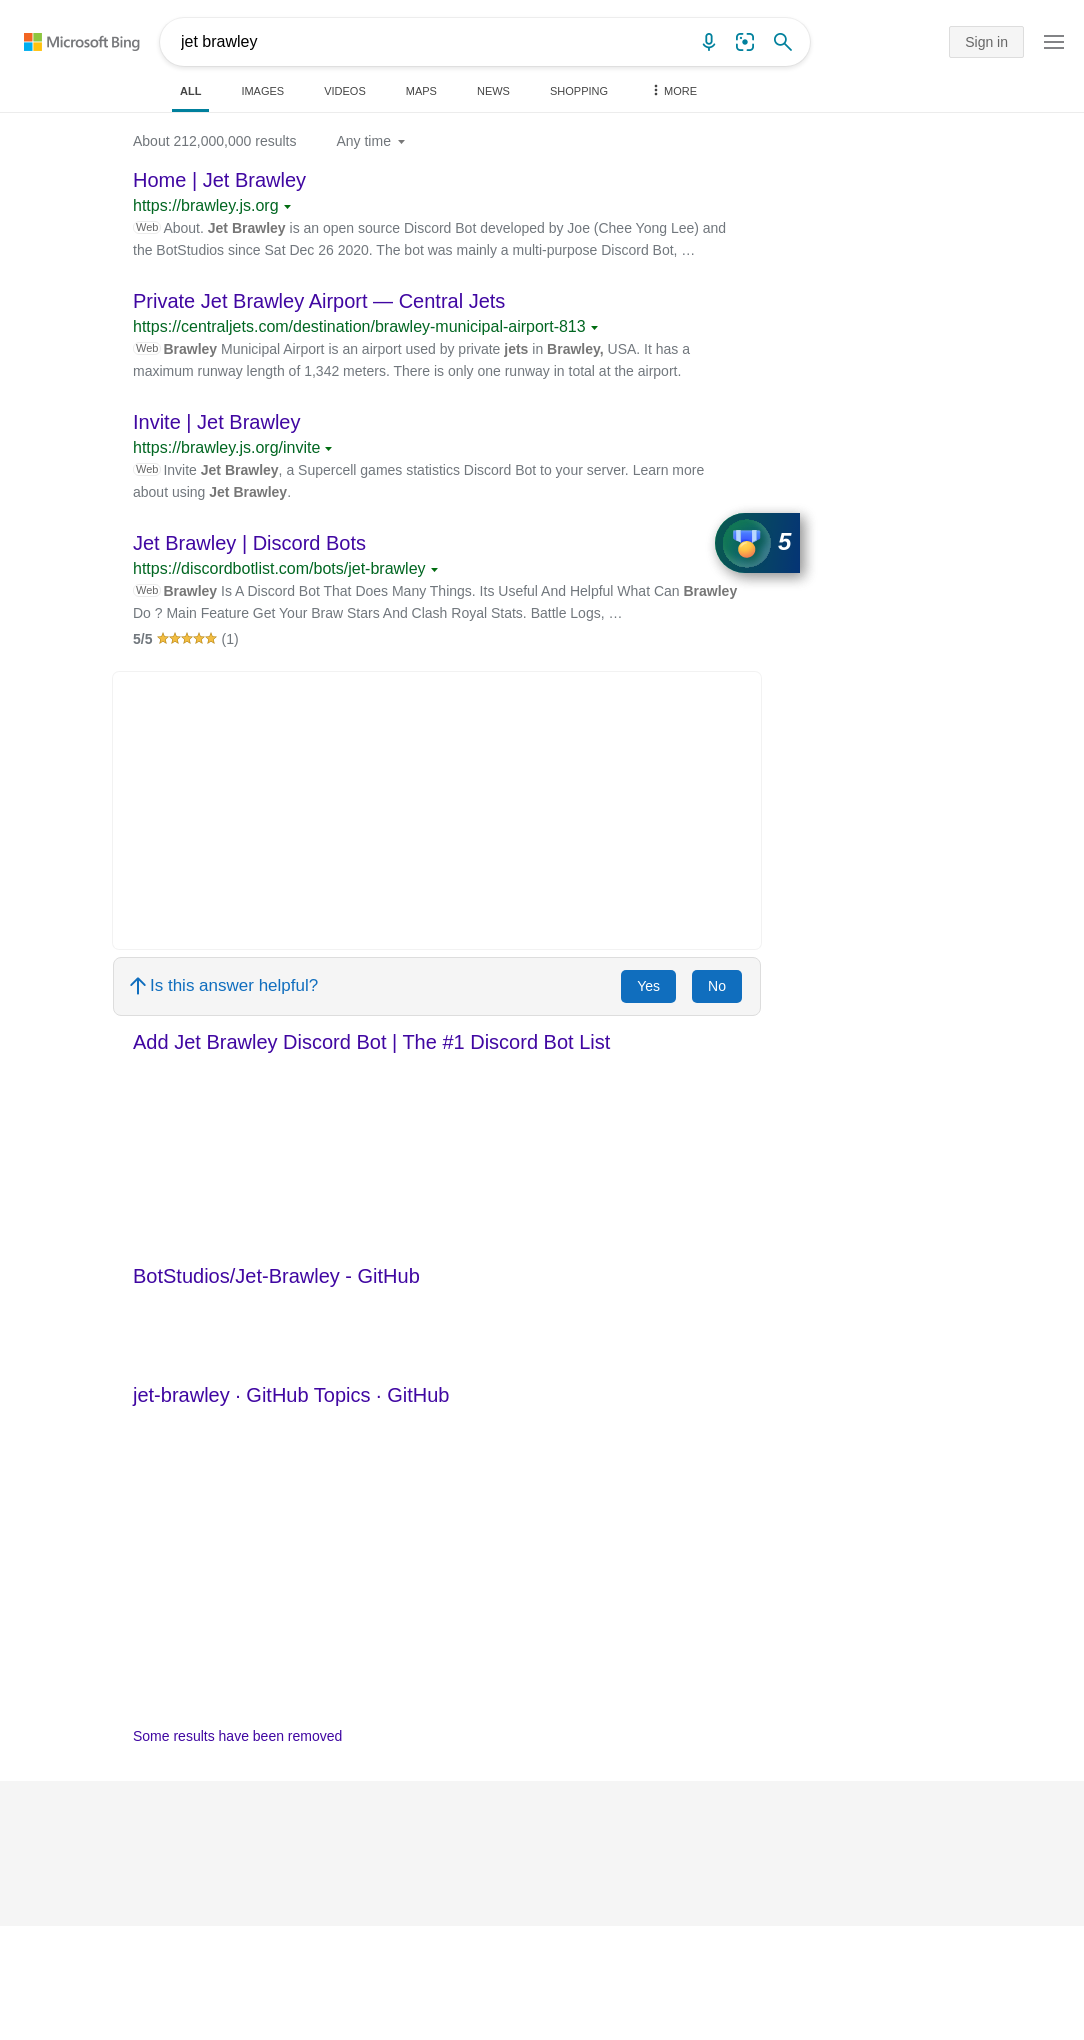 Microsoft Bing
jet brawley
Sign in
ALL IMAGES VIDEOS MAPS NEWS SHOPPING MORE
About 212,000,000 results Any time
Home | Jet Brawley
https://brawley.js.org
Web About. Jet Brawley is an open source Discord Bot developed by Joe (Chee Yong Lee) and
the BotStudios since Sat Dec 26 2020. The bot was mainly a multi-purpose Discord Bot, …
Private Jet Brawley Airport — Central Jets
https://centraljets.com/destination/brawley-municipal-airport-813
Web Brawley Municipal Airport is an airport used by private jets in Brawley, USA. It has a
maximum runway length of 1,342 meters. There is only one runway in total at the airport.
Invite | Jet Brawley
https://brawley.js.org/invite
Web Invite Jet Brawley, a Supercell games statistics Discord Bot to your server. Learn more
about using Jet Brawley.
Jet Brawley | Discord Bots
5
https://discordbotlist.com/bots/jet-brawley
Web Brawley Is A Discord Bot That Does Many Things. Its Useful And Helpful What Can Brawley
Do ? Main Feature Get Your Braw Stars And Clash Royal Stats. Battle Logs, …
5/5 (1)
Is this answer helpful? Yes No
Add Jet Brawley Discord Bot | The #1 Discord Bot List
BotStudios/Jet-Brawley - GitHub
jet-brawley · GitHub Topics · GitHub
Some results have been removed